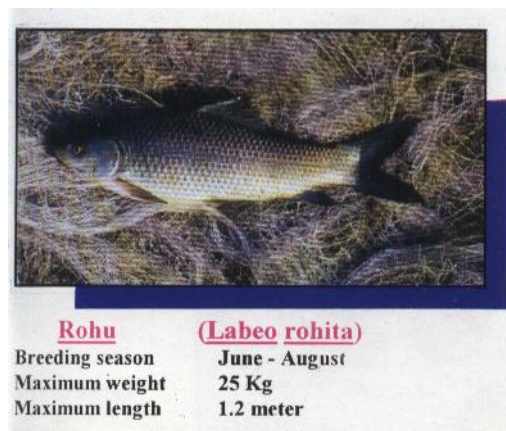 Rohu (Labeo rohita)
Breeding season June - August
Maximum weight 25 Kg
Maximum length 1.2 meter